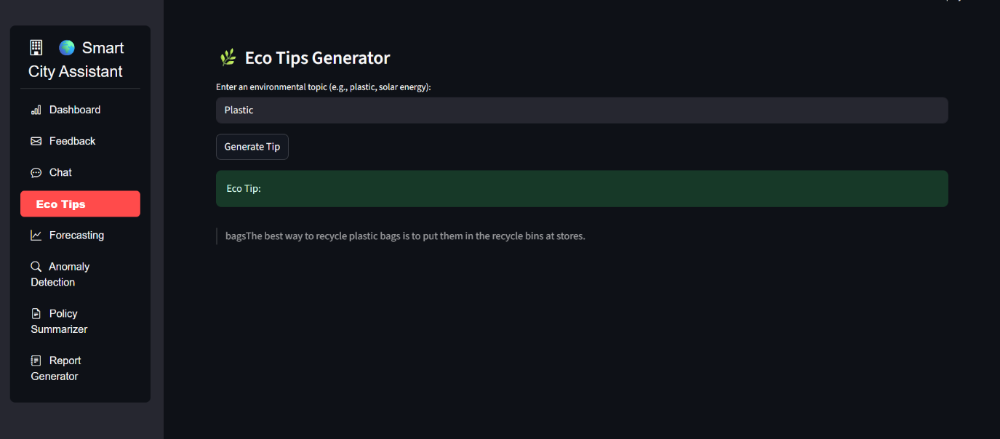 Smart
City Assistant
Dashboard
Feedback
Chat
Eco Tips
Forecasting
Anomaly
Detection
Policy
Summarizer
Report
Generator
Eco Tips Generator
Enter an environmental topic (e.g., plastic, solar energy):
Plastic
Generate Tip
Eco Tip:
bagsThe best way to recycle plastic bags is to put them in the recycle bins at stores.